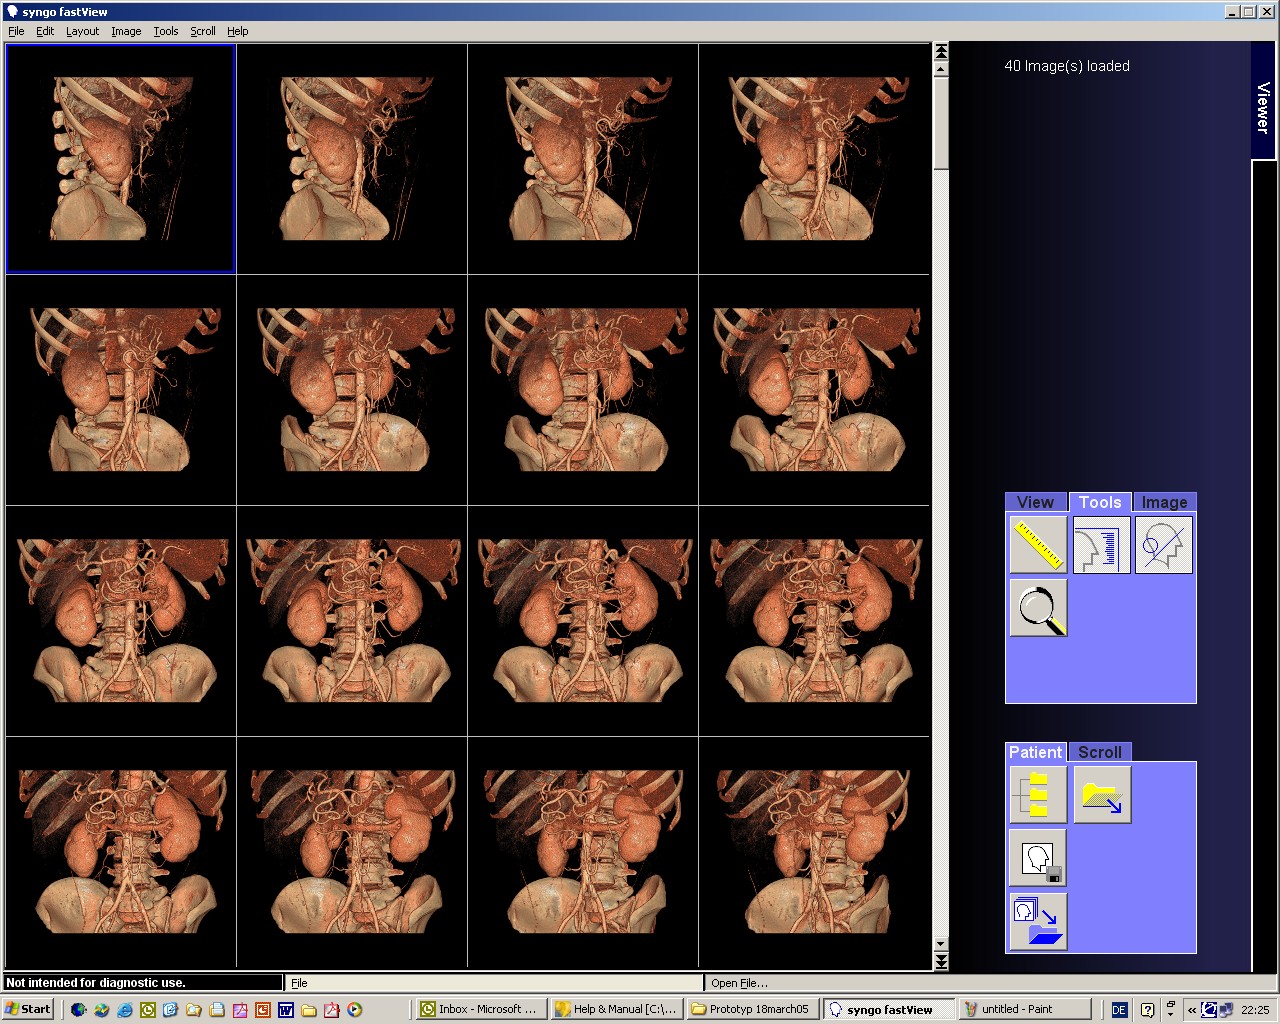 syngo fastView
File Edit Layout Image Tools Scroll Help
40 Image(s) loaded
Viewer
View Tools Image
Patient Scroll
Not intended for diagnostic use.
File
Open File...
Start
Inbox - Microsoft ...
Help & Manual [C:\...
Prototyp 18march05
syngo fastView
untitled - Paint
DE
22:25